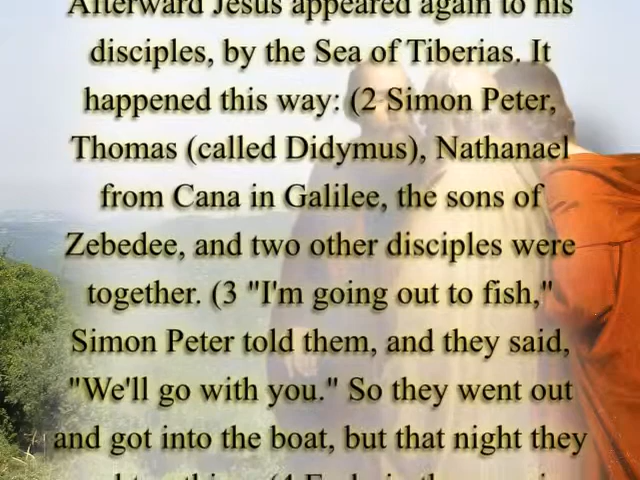 Afterward Jesus appeared again to his
disciples, by the Sea of Tiberias. It
happened this way: (2 Simon Peter,
Thomas (called Didymus), Nathanael
from Cana in Galilee, the sons of
Zebedee, and two other disciples were
together. (3 "I'm going out to fish,"
Simon Peter told them, and they said,
"We'll go with you." So they went out
and got into the boat, but that night they